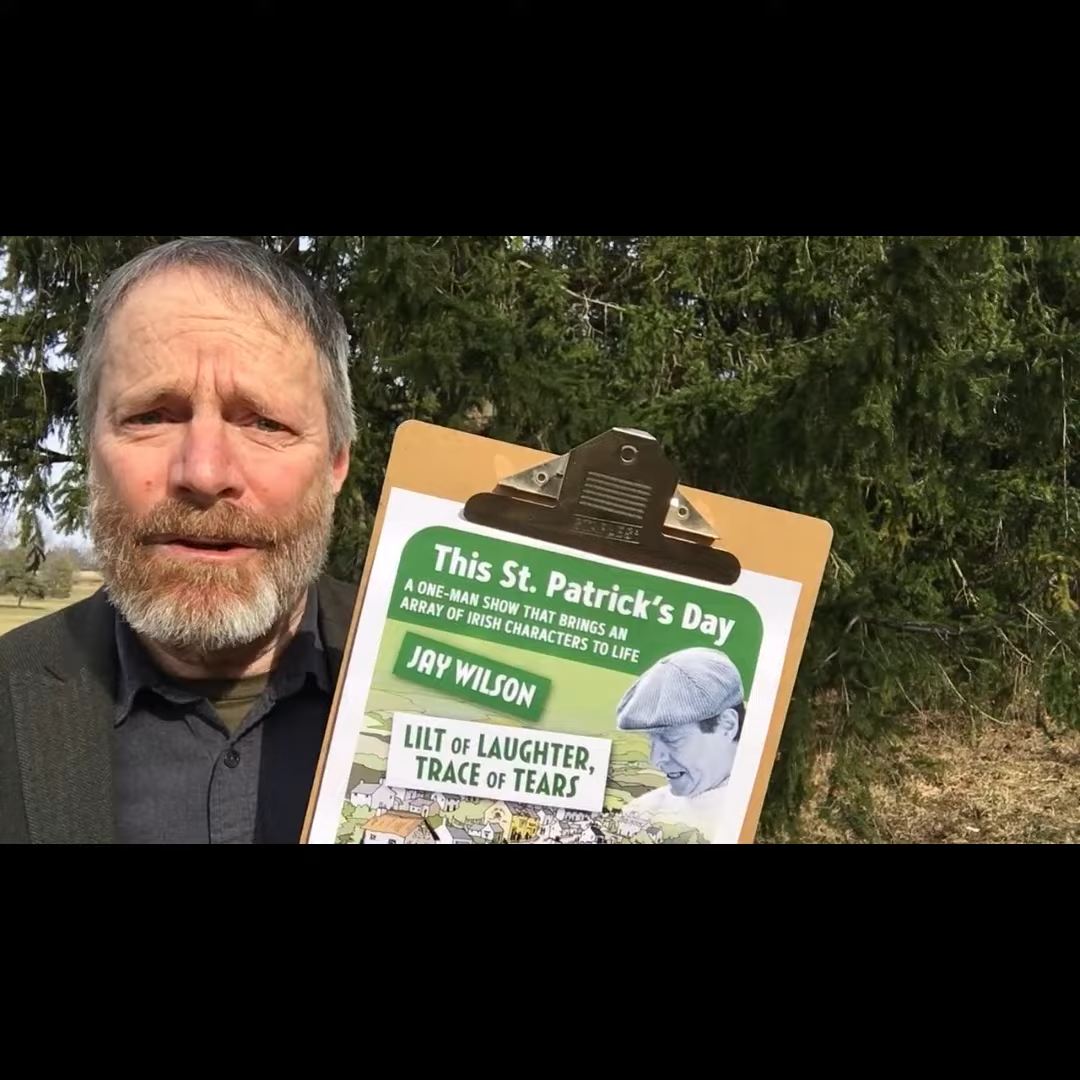 This St. Patrick's Day
A ONE-MAN SHOW THAT BRINGS AN
ARRAY OF IRISH CHARACTERS TO LIFE
JAY WILSON
LILT OF LAUGHTER,
TRACE OF TEARS